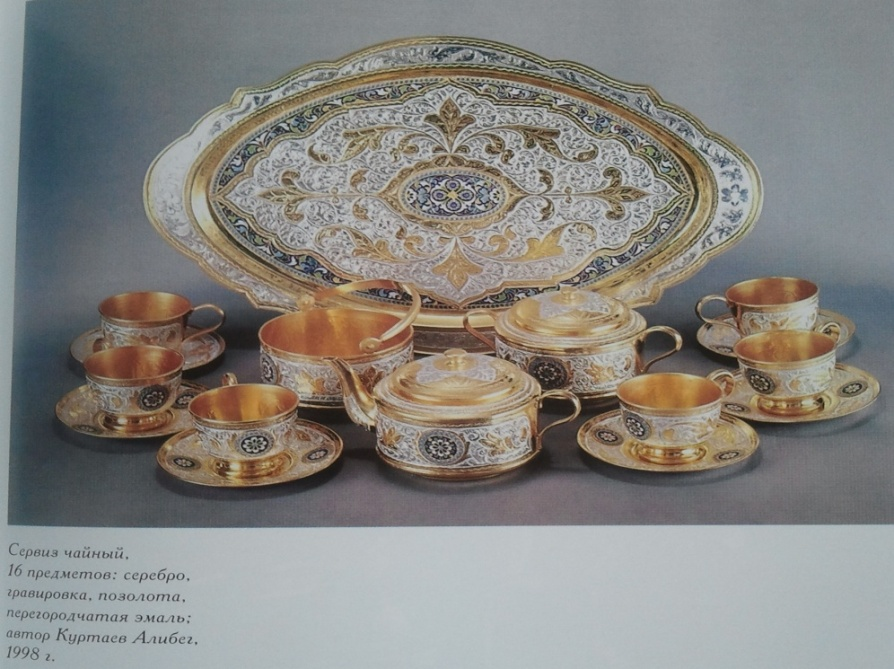 Сервиз чайный,
16 предметов: серебро,
гравировка, позолота,
перегородчатая эмаль;
автор Куртаев Алибег,
1998 г.